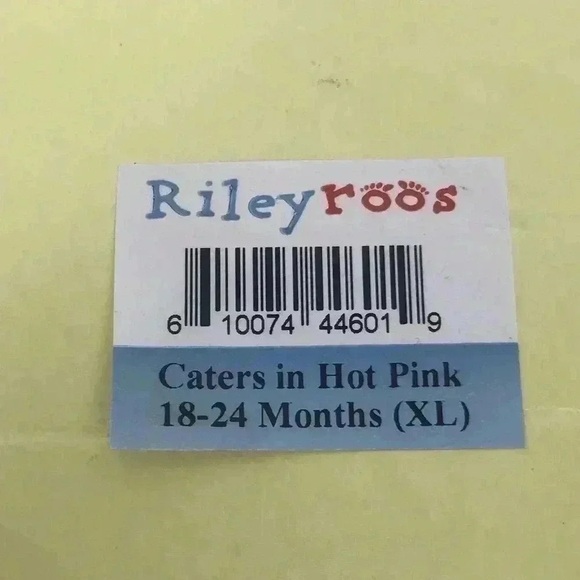 Rileyroos
6 10074 44601 9
Caters in Hot Pink
18-24 Months (XL)